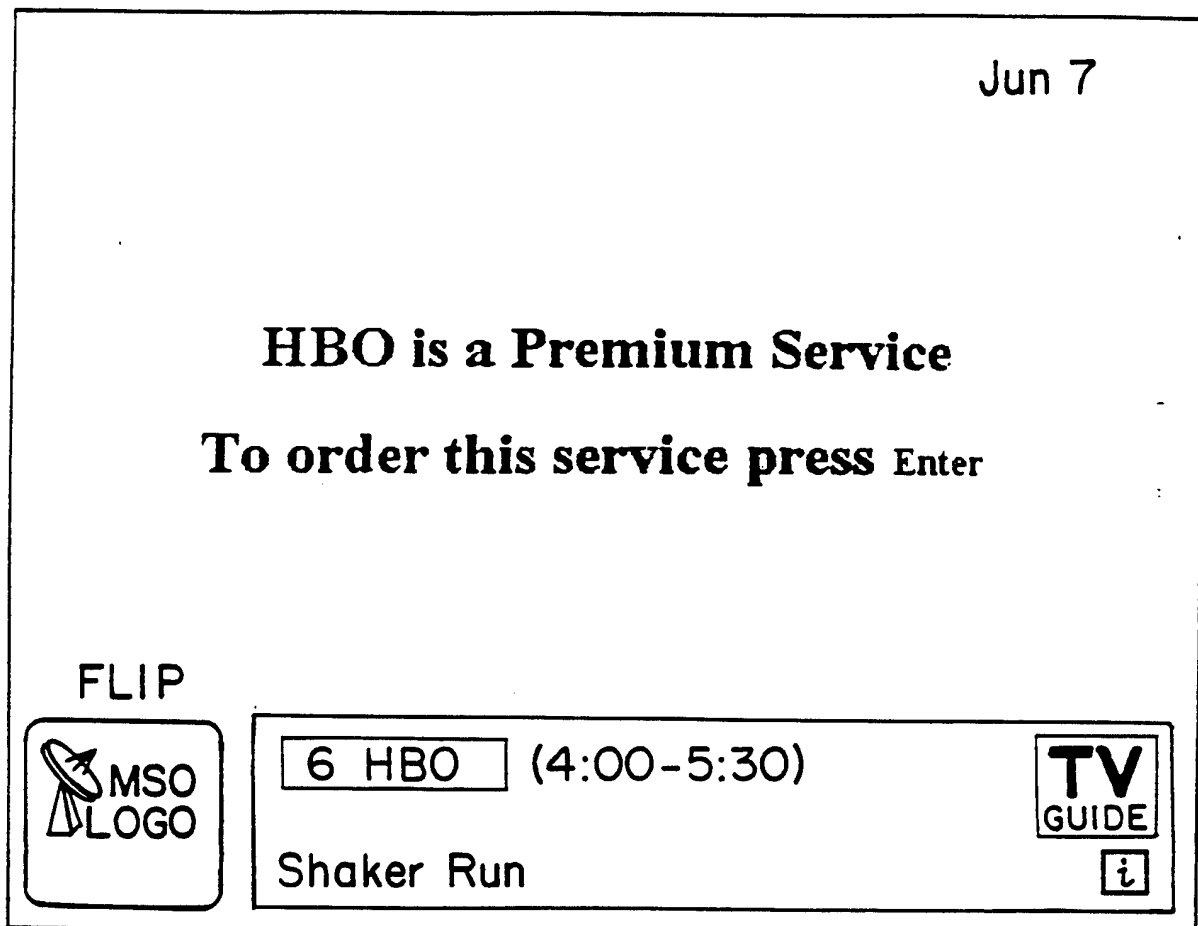 Jun 7
HBO is a Premium Service
To order this service press Enter
FLIP
MSO
LOGO
6 HBO (4:00-5:30)
TV
GUIDE
Shaker Run
i